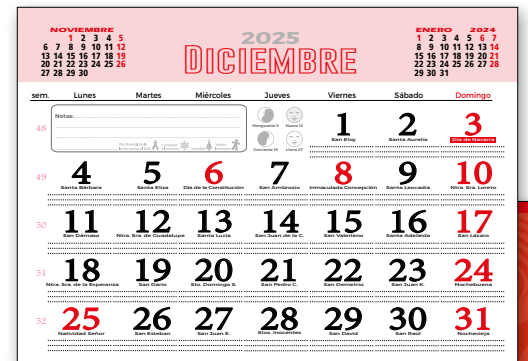 2025
DICIEMBRE
NOVIEMBRE
1 2 3 4 5
6 7 8 9 10 11 12
13 14 15 16 17 18 19
20 21 22 23 24 25 26
27 28 29 30
ENERO 2024
1 2 3 4 5 6 7
8 9 10 11 12 13 14
15 16 17 18 19 20 21
22 23 24 25 26 27 28
29 30 31
sem. Lunes Martes Miércoles Jueves Viernes Sábado Domingo
48 Notas: Menguante 5 Nueva 12 1 2 3
Creciente 19 Llena 27 San Eloy Santa Aurelia Día de Navarra
49 4 5 6 7 8 9 10
Santa Bárbara Santa Elisa Día de la Constitución San Ambrosio Inmaculada Concepción Santa Leocadia Ntra. Sra. Loreto
50 11 12 13 14 15 16 17
San Dámaso Ntra. Sra. de Guadalupe Santa Lucía San Juan de la C. San Valeriano Santa Adelaida San Lázaro
51 18 19 20 21 22 23 24
Ntra. Sra. de la Esperanza San Darío Sto. Domingo S. San Pedro C. San Demetrio San Juan K. Nochebuena
52 25 26 27 28 29 30 31
Natividad Señor San Esteban San Juan E. Stos. Inocentes San David San Raúl Nochevieja